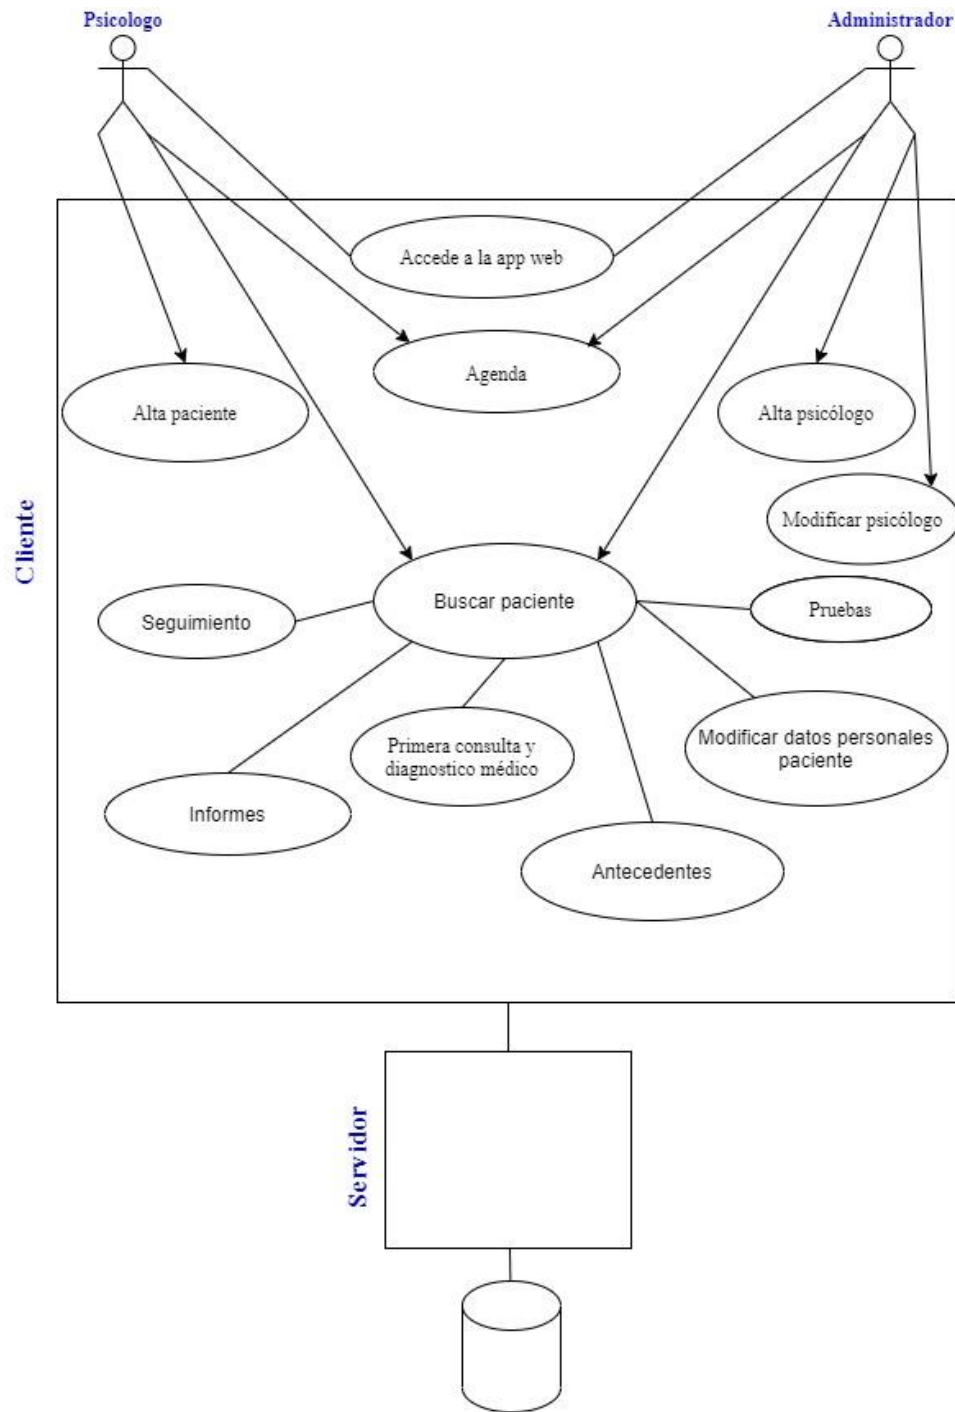 Psicologo
Administrador
Accede a la app web
Agenda
Alta paciente
Alta psicólogo
Modificar psicólogo
Cliente
Buscar paciente
Pruebas
Seguimiento
Primera consulta y
diagnostico médico
Modificar datos personales
paciente
Informes
Antecedentes
Servidor